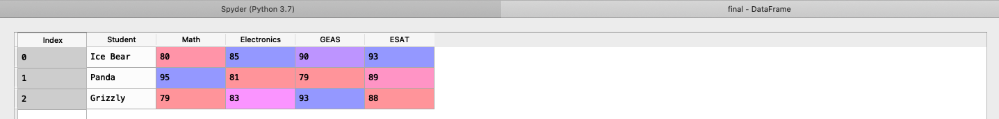 Spyder (Python 3.7) final - DataFrame
Index Student Math Electronics GEAS ESAT
0 Ice Bear 80 85 90 93
1 Panda 95 81 79 89
2 Grizzly 79 83 93 88